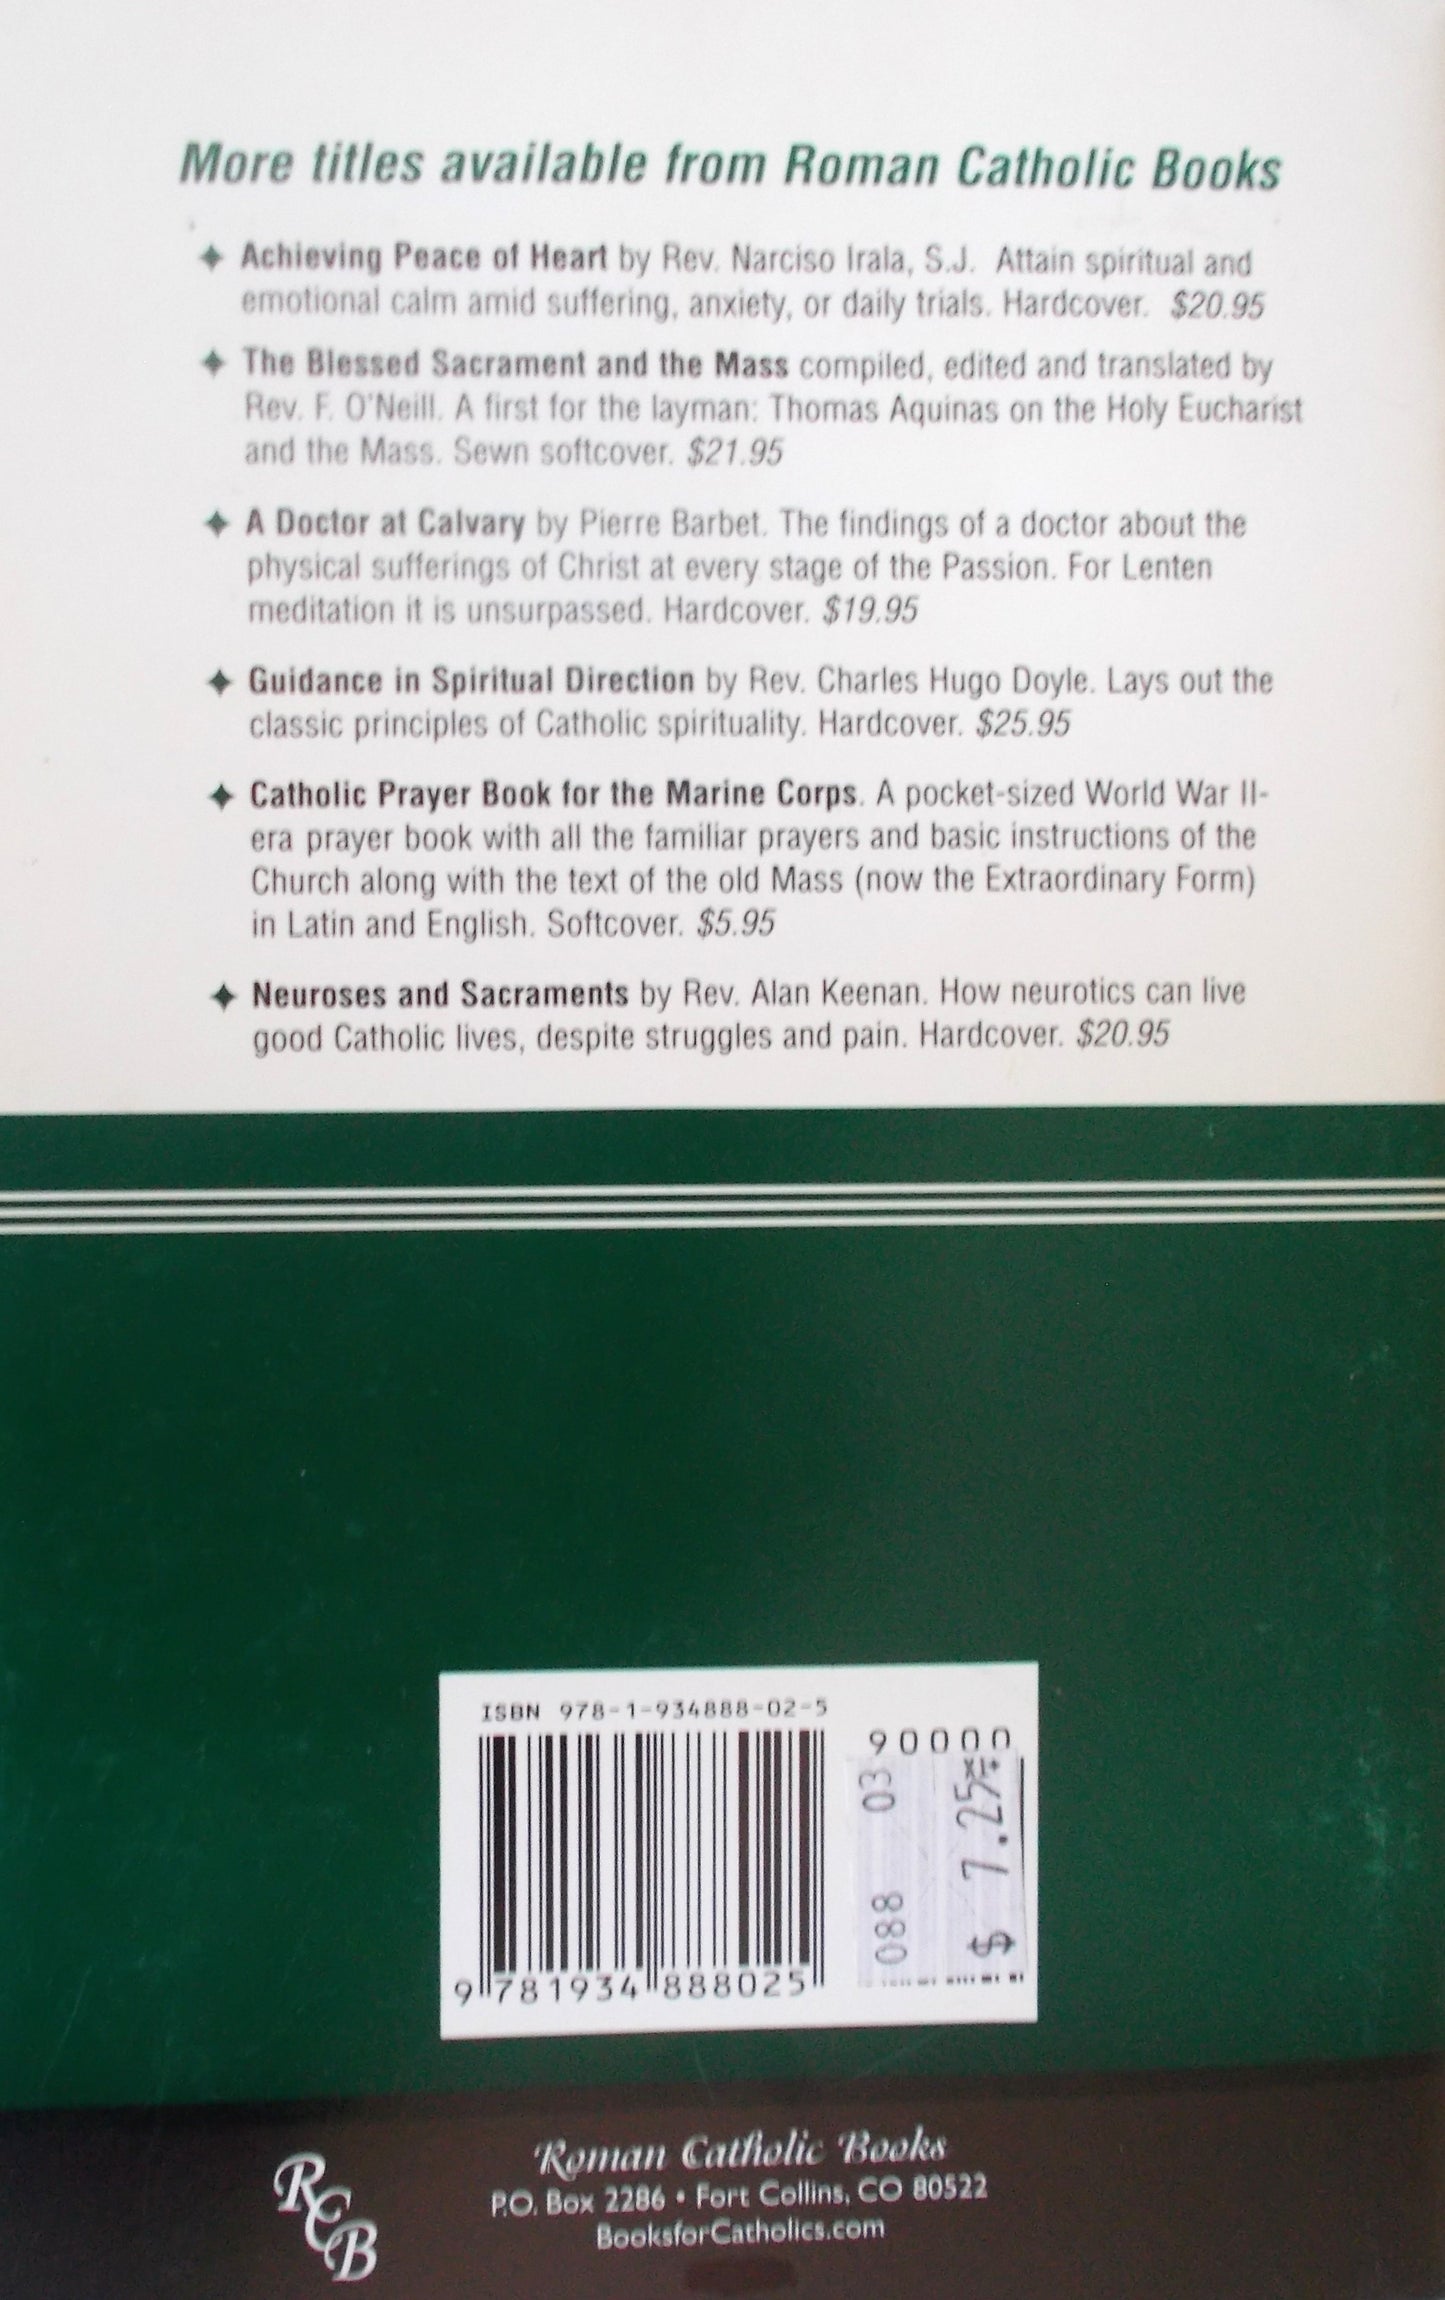 More titles available from Roman Catholic Books
✦ Achieving Peace of Heart by Rev. Narciso Irala, S.J. Attain spiritual and
emotional calm amid suffering, anxiety, or daily trials. Hardcover. $20.95
✦ The Blessed Sacrament and the Mass compiled, edited and translated by
Rev. F. O'Neill. A first for the layman: Thomas Aquinas on the Holy Eucharist
and the Mass. Sewn softcover. $21.95
✦ A Doctor at Calvary by Pierre Barbet. The findings of a doctor about the
physical sufferings of Christ at every stage of the Passion. For Lenten
meditation it is unsurpassed. Hardcover. $19.95
✦ Guidance in Spiritual Direction by Rev. Charles Hugo Doyle. Lays out the
classic principles of Catholic spirituality. Hardcover. $25.95
✦ Catholic Prayer Book for the Marine Corps. A pocket-sized World War II-
era prayer book with all the familiar prayers and basic instructions of the
Church along with the text of the old Mass (now the Extraordinary Form)
in Latin and English. Softcover. $5.95
✦ Neuroses and Sacraments by Rev. Alan Keenan. How neurotics can live
good Catholic lives, despite struggles and pain. Hardcover. $20.95
ISBN 978-1-934888-02-5
90000
088 03
$ 7.25
9 781934 888025
RCB
Roman Catholic Books
P.O. Box 2286 • Fort Collins, CO 80522
BooksforCatholics.com